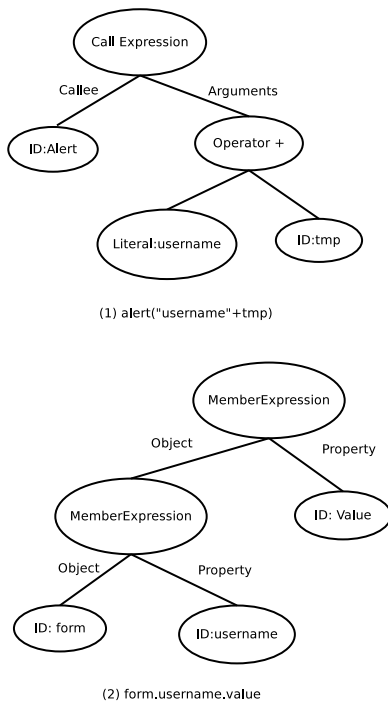 Call Expression
Callee
Arguments
ID:Alert
Operator +
Literal:username
ID:tmp
(1) alert("username"+tmp)
MemberExpression
Object
Property
MemberExpression
ID: Value
Object
Property
ID: form
ID:username
(2) form.username.value